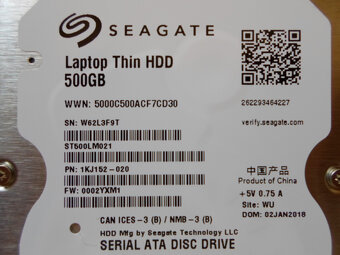 SEAGATE
Laptop Thin HDD
500GB
WWN: 5000C500ACF7CD30
262293464227
SN: W62L3F9T
verify.seagate.com
ST500LM021
PN: 1KJ152-020
中国产品
Product of China
FW: 0002YXM1
+5V 0.75 A
Site: WU
DOM: 02JAN2018
CAN ICES-3 (B) / NMB-3 (B)
HDD Mfg by Seagate Technology LLC
SERIAL ATA DISC DRIVE